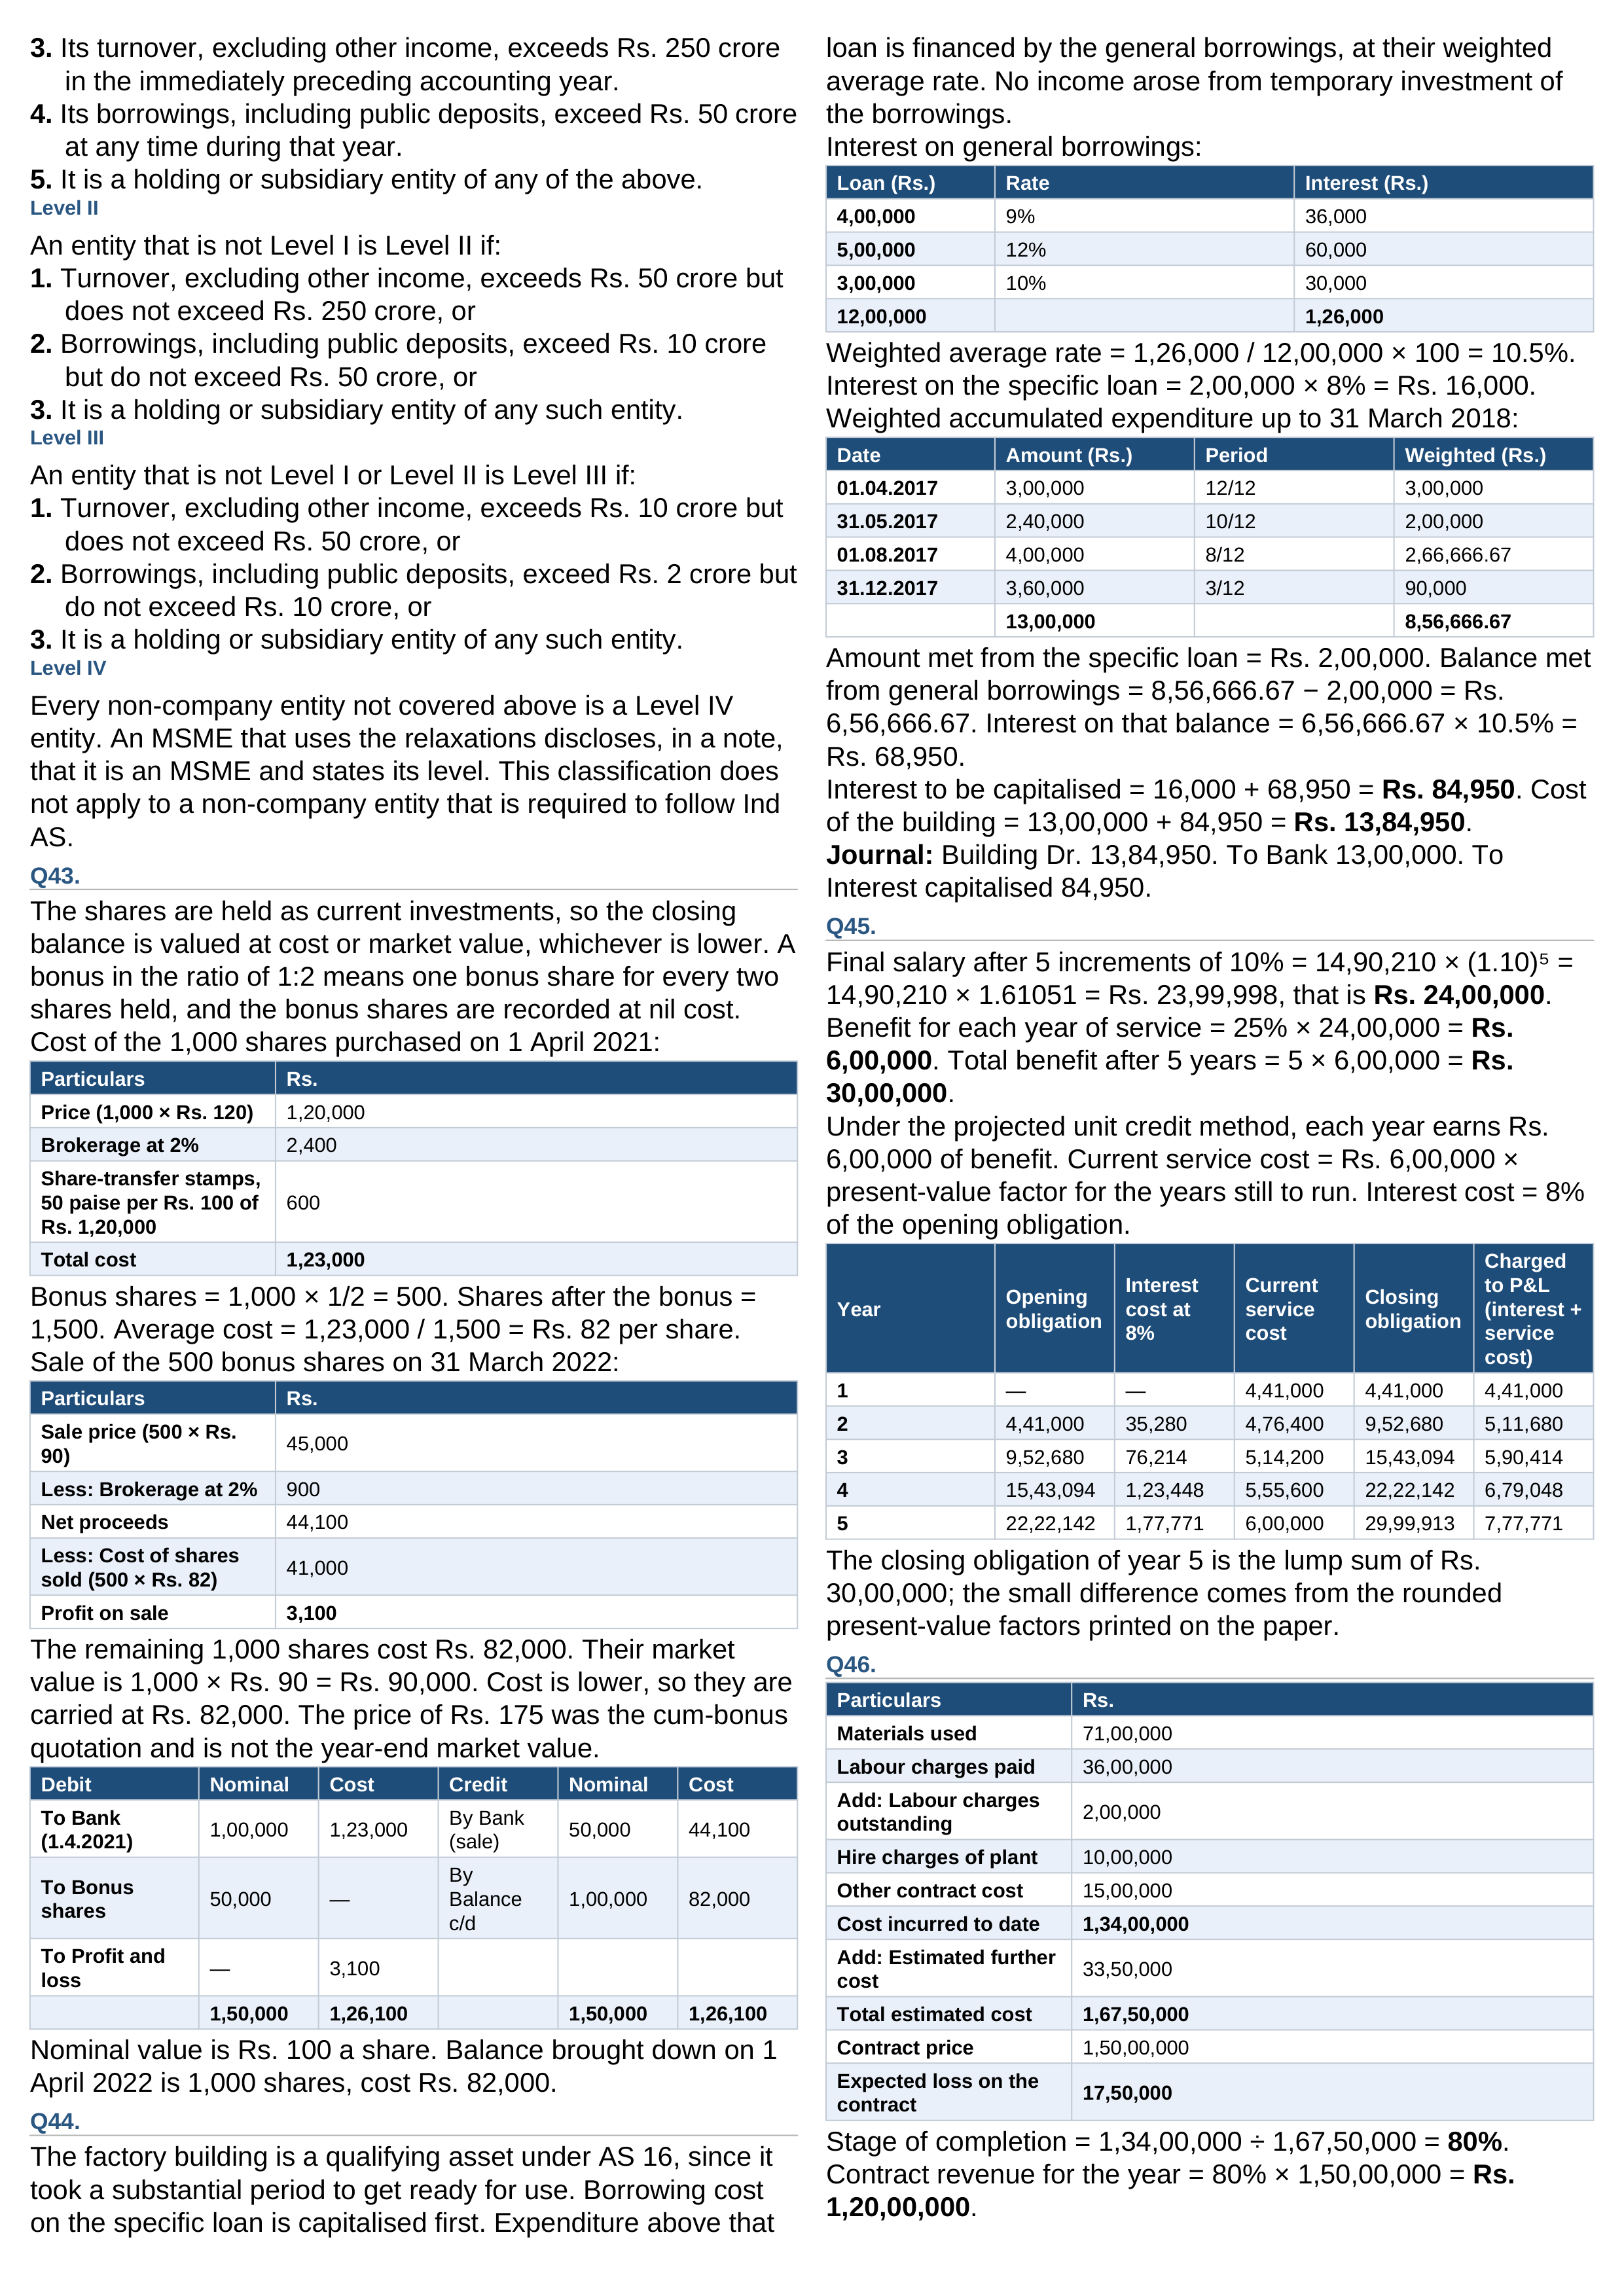 3. Its turnover, excluding other income, exceeds Rs. 250 crore
in the immediately preceding accounting year.
4. Its borrowings, including public deposits, exceed Rs. 50 crore
at any time during that year.
5. It is a holding or subsidiary entity of any of the above.
Level II
An entity that is not Level I is Level II if:
1. Turnover, excluding other income, exceeds Rs. 50 crore but
does not exceed Rs. 250 crore, or
2. Borrowings, including public deposits, exceed Rs. 10 crore
but do not exceed Rs. 50 crore, or
3. It is a holding or subsidiary entity of any such entity.
Level III
An entity that is not Level I or Level II is Level III if:
1. Turnover, excluding other income, exceeds Rs. 10 crore but
does not exceed Rs. 50 crore, or
2. Borrowings, including public deposits, exceed Rs. 2 crore but
do not exceed Rs. 10 crore, or
3. It is a holding or subsidiary entity of any such entity.
Level IV
Every non-company entity not covered above is a Level IV
entity. An MSME that uses the relaxations discloses, in a note,
that it is an MSME and states its level. This classification does
not apply to a non-company entity that is required to follow Ind
AS.
Q43.
The shares are held as current investments, so the closing
balance is valued at cost or market value, whichever is lower. A
bonus in the ratio of 1:2 means one bonus share for every two
shares held, and the bonus shares are recorded at nil cost.
Cost of the 1,000 shares purchased on 1 April 2021:
Particulars Rs.
Price (1,000 × Rs. 120) 1,20,000
Brokerage at 2% 2,400
Share-transfer stamps,
50 paise per Rs. 100 of 600
Rs. 1,20,000
Total cost 1,23,000
Bonus shares = 1,000 × 1/2 = 500. Shares after the bonus =
1,500. Average cost = 1,23,000 / 1,500 = Rs. 82 per share.
Sale of the 500 bonus shares on 31 March 2022:
Particulars Rs.
Sale price (500 × Rs. 45,000
90)
Less: Brokerage at 2% 900
Net proceeds 44,100
Less: Cost of shares 41,000
sold (500 × Rs. 82)
Profit on sale 3,100
The remaining 1,000 shares cost Rs. 82,000. Their market
value is 1,000 × Rs. 90 = Rs. 90,000. Cost is lower, so they are
carried at Rs. 82,000. The price of Rs. 175 was the cum-bonus
quotation and is not the year-end market value.
Debit Nominal Cost Credit Nominal Cost
To Bank (1.4.2021) 1,00,000 1,23,000 By Bank (sale) 50,000 44,100
To Bonus shares 50,000 — By Balance c/d 1,00,000 82,000
To Profit and loss — 3,100
1,50,000 1,26,100 1,50,000 1,26,100
Nominal value is Rs. 100 a share. Balance brought down on 1
April 2022 is 1,000 shares, cost Rs. 82,000.
Q44.
The factory building is a qualifying asset under AS 16, since it
took a substantial period to get ready for use. Borrowing cost
on the specific loan is capitalised first. Expenditure above that
loan is financed by the general borrowings, at their weighted
average rate. No income arose from temporary investment of
the borrowings.
Interest on general borrowings:
Loan (Rs.) Rate Interest (Rs.)
4,00,000 9% 36,000
5,00,000 12% 60,000
3,00,000 10% 30,000
12,00,000 1,26,000
Weighted average rate = 1,26,000 / 12,00,000 × 100 = 10.5%.
Interest on the specific loan = 2,00,000 × 8% = Rs. 16,000.
Weighted accumulated expenditure up to 31 March 2018:
Date Amount (Rs.) Period Weighted (Rs.)
01.04.2017 3,00,000 12/12 3,00,000
31.05.2017 2,40,000 10/12 2,00,000
01.08.2017 4,00,000 8/12 2,66,666.67
31.12.2017 3,60,000 3/12 90,000
13,00,000 8,56,666.67
Amount met from the specific loan = Rs. 2,00,000. Balance met
from general borrowings = 8,56,666.67 − 2,00,000 = Rs.
6,56,666.67. Interest on that balance = 6,56,666.67 × 10.5% =
Rs. 68,950.
Interest to be capitalised = 16,000 + 68,950 = Rs. 84,950. Cost
of the building = 13,00,000 + 84,950 = Rs. 13,84,950.
Journal: Building Dr. 13,84,950. To Bank 13,00,000. To
Interest capitalised 84,950.
Q45.
Final salary after 5 increments of 10% = 14,90,210 × (1.10)⁵ =
14,90,210 × 1.61051 = Rs. 23,99,998, that is Rs. 24,00,000.
Benefit for each year of service = 25% × 24,00,000 = Rs.
6,00,000. Total benefit after 5 years = 5 × 6,00,000 = Rs.
30,00,000.
Under the projected unit credit method, each year earns Rs.
6,00,000 of benefit. Current service cost = Rs. 6,00,000 ×
present-value factor for the years still to run. Interest cost = 8%
of the opening obligation.
Year Opening obligation Interest cost at 8% Current service cost Closing obligation Charged to P&L (interest + service cost)
1 — — 4,41,000 4,41,000 4,41,000
2 4,41,000 35,280 4,76,400 9,52,680 5,11,680
3 9,52,680 76,214 5,14,200 15,43,094 5,90,414
4 15,43,094 1,23,448 5,55,600 22,22,142 6,79,048
5 22,22,142 1,77,771 6,00,000 29,99,913 7,77,771
The closing obligation of year 5 is the lump sum of Rs.
30,00,000; the small difference comes from the rounded
present-value factors printed on the paper.
Q46.
Particulars Rs.
Materials used 71,00,000
Labour charges paid 36,00,000
Add: Labour charges 2,00,000
outstanding
Hire charges of plant 10,00,000
Other contract cost 15,00,000
Cost incurred to date 1,34,00,000
Add: Estimated further 33,50,000
cost
Total estimated cost 1,67,50,000
Contract price 1,50,00,000
Expected loss on the 17,50,000
contract
Stage of completion = 1,34,00,000 ÷ 1,67,50,000 = 80%.
Contract revenue for the year = 80% × 1,50,00,000 = Rs.
1,20,00,000.